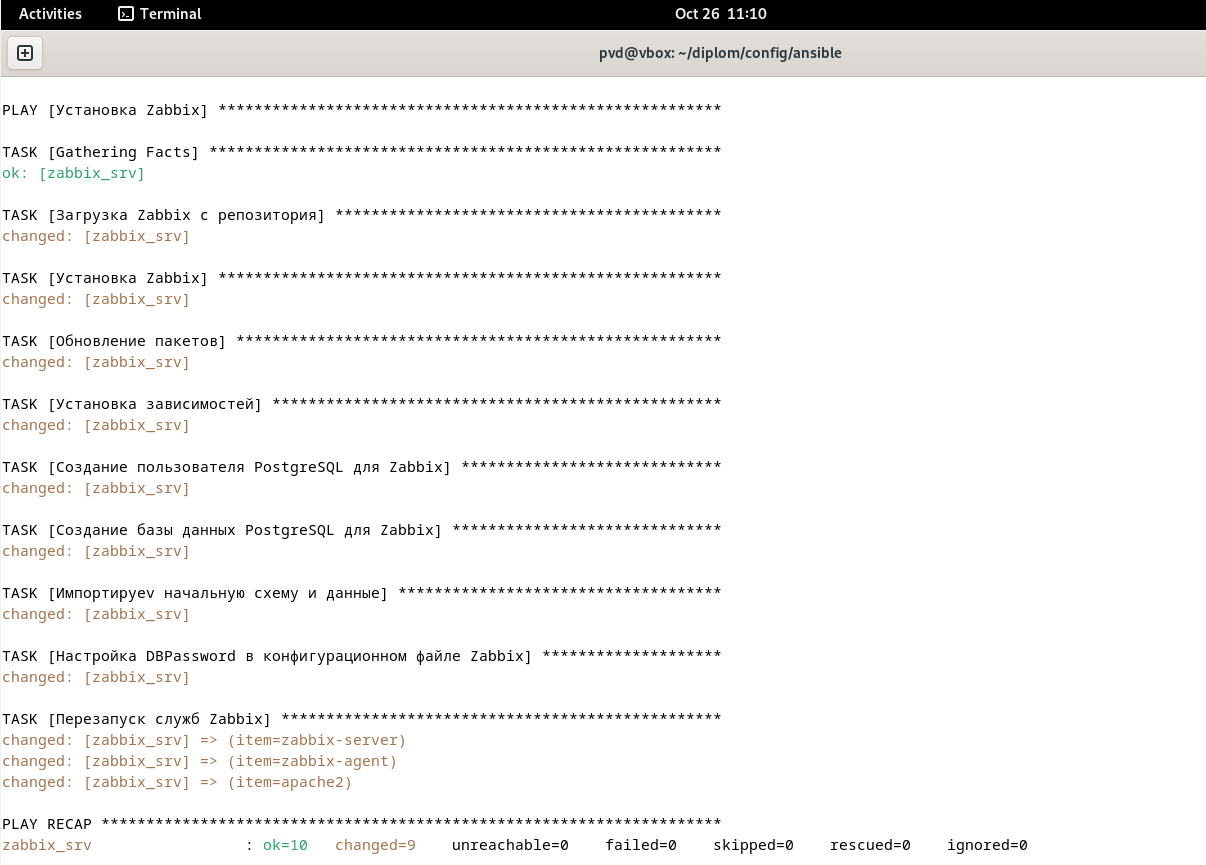 Activities Terminal Oct 26 11:10
pvd@vbox: ~/diplom/config/ansible
PLAY [Установка Zabbix] ********************************************************
TASK [Gathering Facts] *********************************************************
ok: [zabbix_srv]
TASK [Загрузка Zabbix с репозитория] *******************************************
changed: [zabbix_srv]
TASK [Установка Zabbix] ********************************************************
changed: [zabbix_srv]
TASK [Обновление пакетов] ******************************************************
changed: [zabbix_srv]
TASK [Установка зависимостей] **************************************************
changed: [zabbix_srv]
TASK [Создание пользователя PostgreSQL для Zabbix] *****************************
changed: [zabbix_srv]
TASK [Создание базы данных PostgreSQL для Zabbix] ******************************
changed: [zabbix_srv]
TASK [Импортируеv начальную схему и данные] ************************************
changed: [zabbix_srv]
TASK [Настройка DBPassword в конфигурационном файле Zabbix] ********************
changed: [zabbix_srv]
TASK [Перезапуск служб Zabbix] *************************************************
changed: [zabbix_srv] => (item=zabbix-server)
changed: [zabbix_srv] => (item=zabbix-agent)
changed: [zabbix_srv] => (item=apache2)
PLAY RECAP *********************************************************************
zabbix_srv : ok=10 changed=9 unreachable=0 failed=0 skipped=0 rescued=0 ignored=0